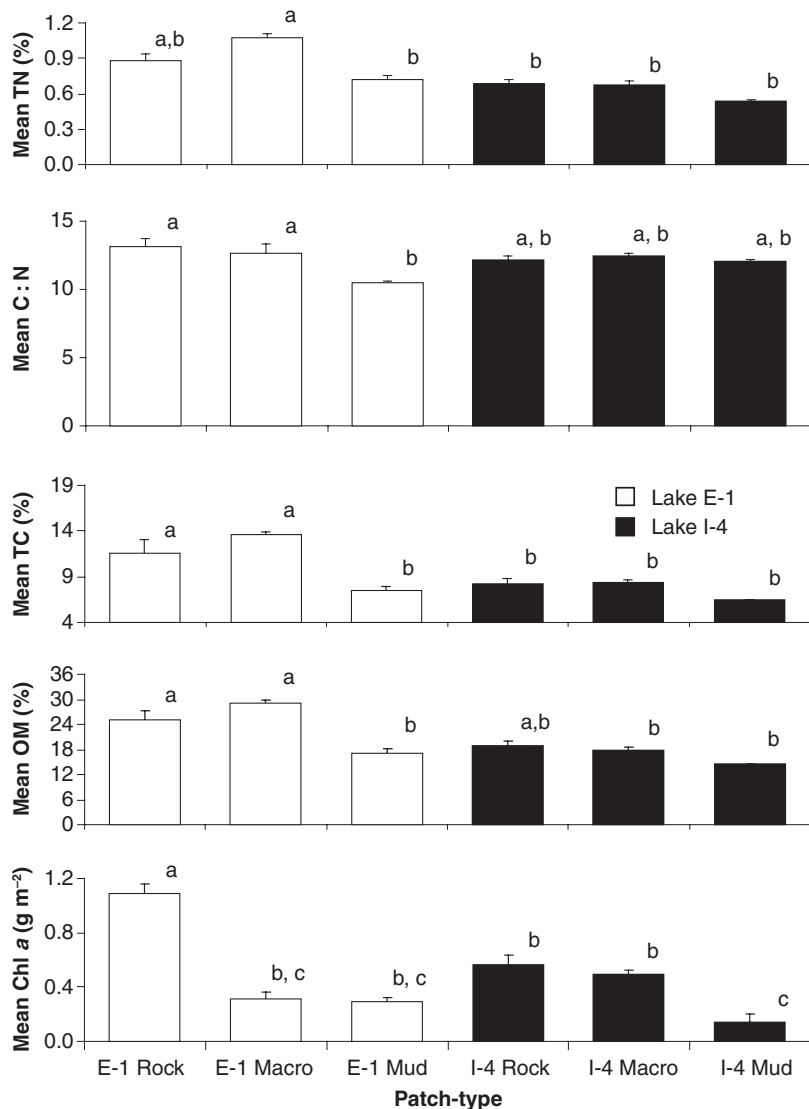 Mean TN (%)
1.2
0.9
0.6
0.3
0.0
a,b
a
b
b
b
b
Mean C : N
15
10
5
0
a
a
b
a, b
a, b
a, b
Mean TC (%)
19
14
9
4
a
a
b
b
b
b
Lake E-1
Lake I-4
Mean OM (%)
36
30
24
18
12
6
0
a
a
b
a,b
b
b
Mean Chl a (g m⁻²)
1.2
0.8
0.4
0.0
a
b, c
b, c
b
b
c
E-1 Rock E-1 Macro E-1 Mud I-4 Rock I-4 Macro I-4 Mud
Patch-type